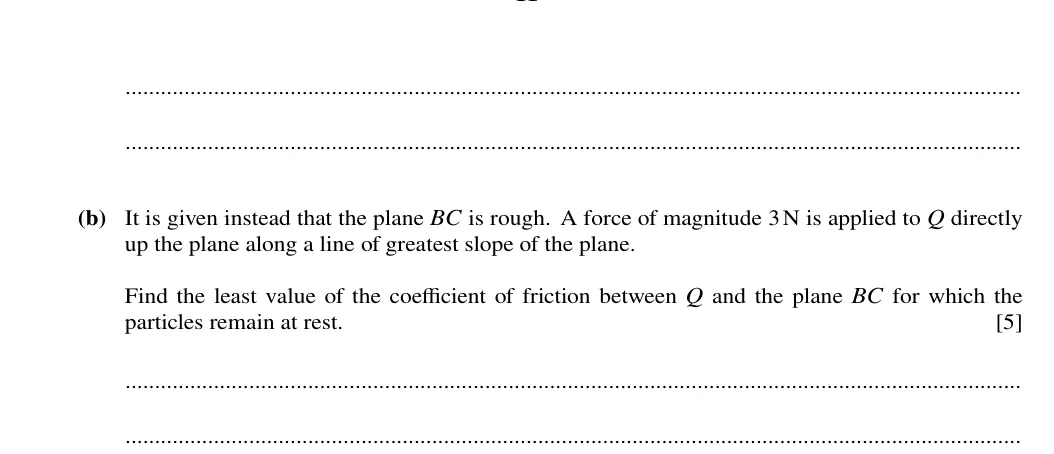 (b) It is given instead that the plane BC is rough. A force of magnitude 3 N is applied to Q directly
up the plane along a line of greatest slope of the plane.
Find the least value of the coefficient of friction between Q and the plane BC for which the
particles remain at rest. [5]